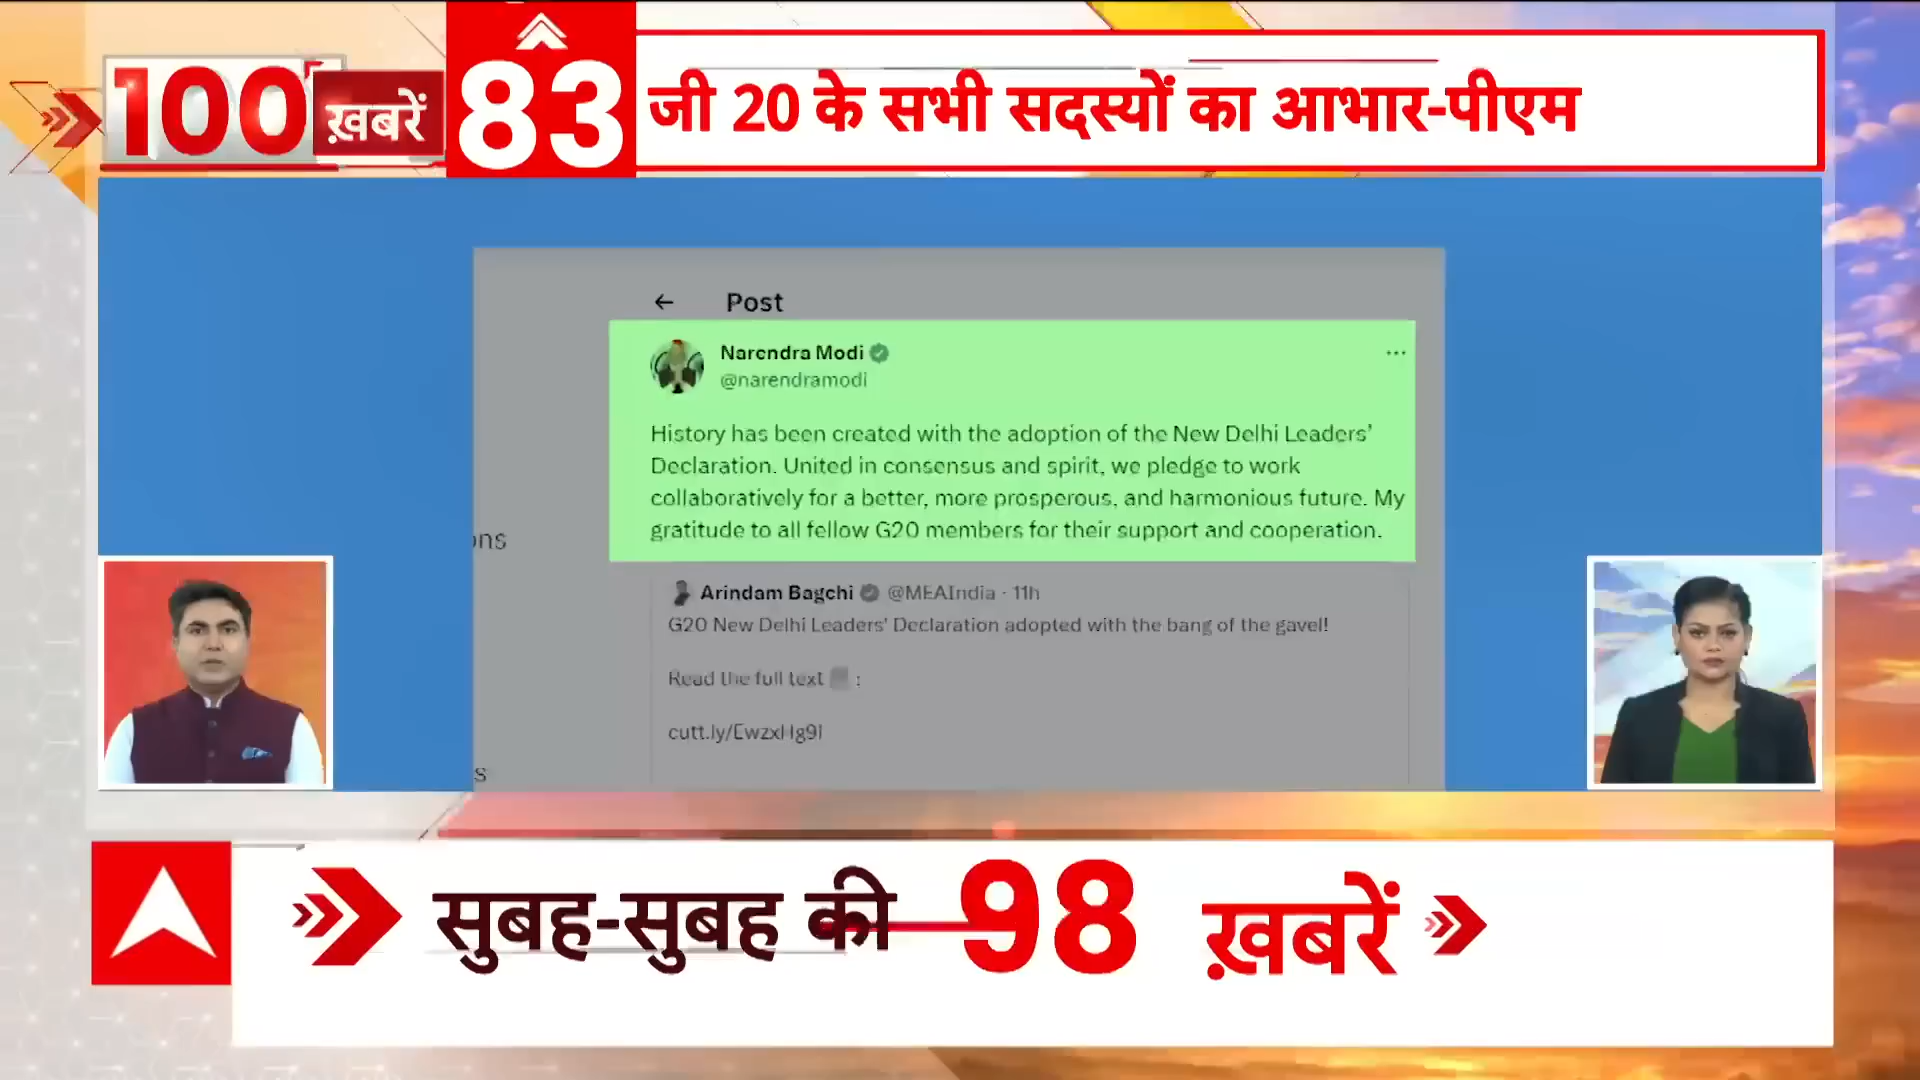 100 ख़बरें
83
जी 20 के सभी सदस्यों का आभार-पीएम
← Post
Narendra Modi
@narendramodi
History has been created with the adoption of the New Delhi Leaders'
Declaration. United in consensus and spirit, we pledge to work
collaboratively for a better, more prosperous, and harmonious future. My
gratitude to all fellow G20 members for their support and cooperation.
Arindam Bagchi @MEAIndia · 11h
G20 New Delhi Leaders' Declaration adopted with the bang of the gavel!
Read the full text :
सुबह-सुबह की 98 ख़बरें